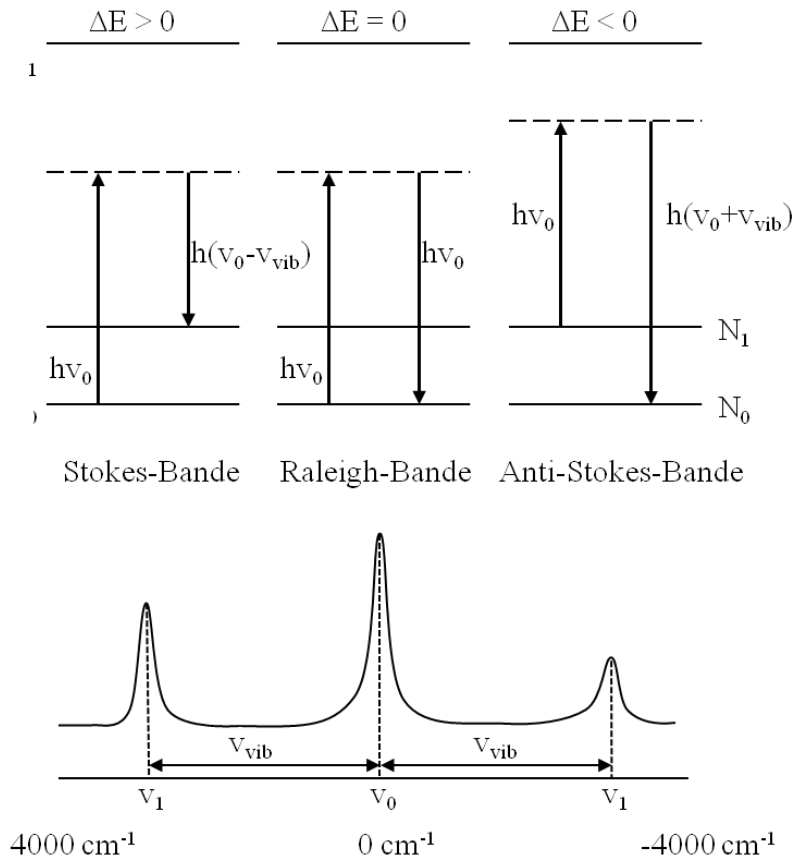 ΔE > 0 ΔE = 0 ΔE < 0
1
hν₀ h(ν₀+νvib)
h(ν₀-νvib) hν₀
N₁
hν₀ hν₀
N₀
Stokes-Bande Raleigh-Bande Anti-Stokes-Bande
νvib νvib
ν₁ ν₀ ν₁
4000 cm⁻¹ 0 cm⁻¹ -4000 cm⁻¹